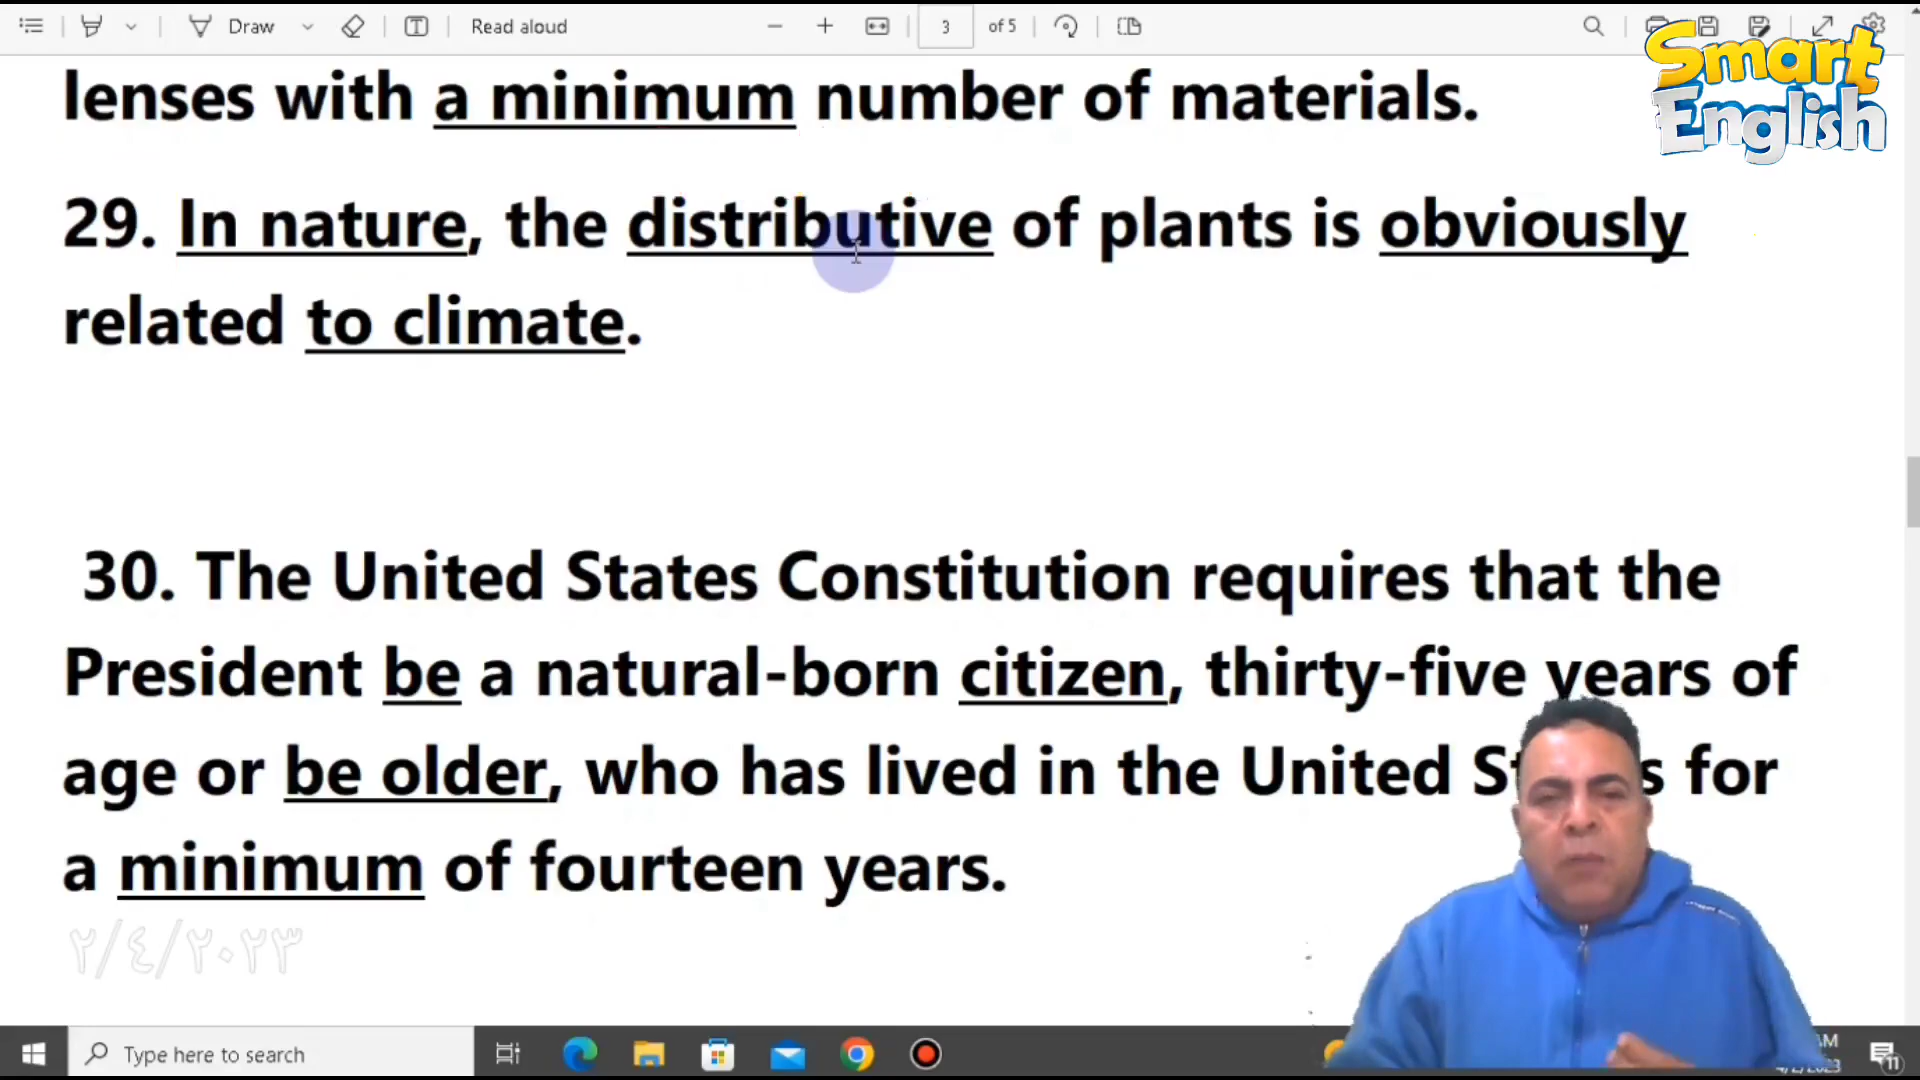 Draw
Read aloud
3
of 5
Smart
English
lenses with a minimum number of materials.
29. In nature, the distributive of plants is obviously
related to climate.
30. The United States Constitution requires that the
President be a natural-born citizen, thirty-five years of
age or be older, who has lived in the United for
a minimum of fourteen years.
٢/٤/٢٠٢٣
Type here to search
AM
11